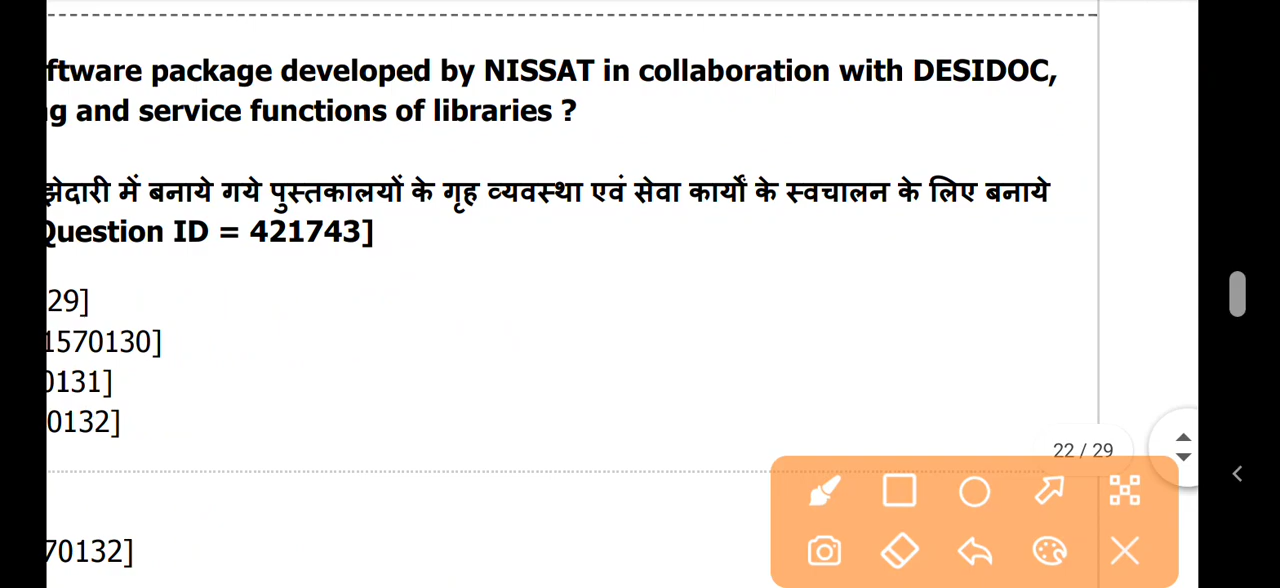 ftware package developed by NISSAT in collaboration with DESIDOC,
g and service functions of libraries ?
झेदारी में बनाये गये पुस्तकालयों के गृह व्यवस्था एवं सेवा कार्यों के स्वचालन के लिए बनाये
Question ID = 421743]
29]
1570130]
0131]
0132]
22 / 29
70132]